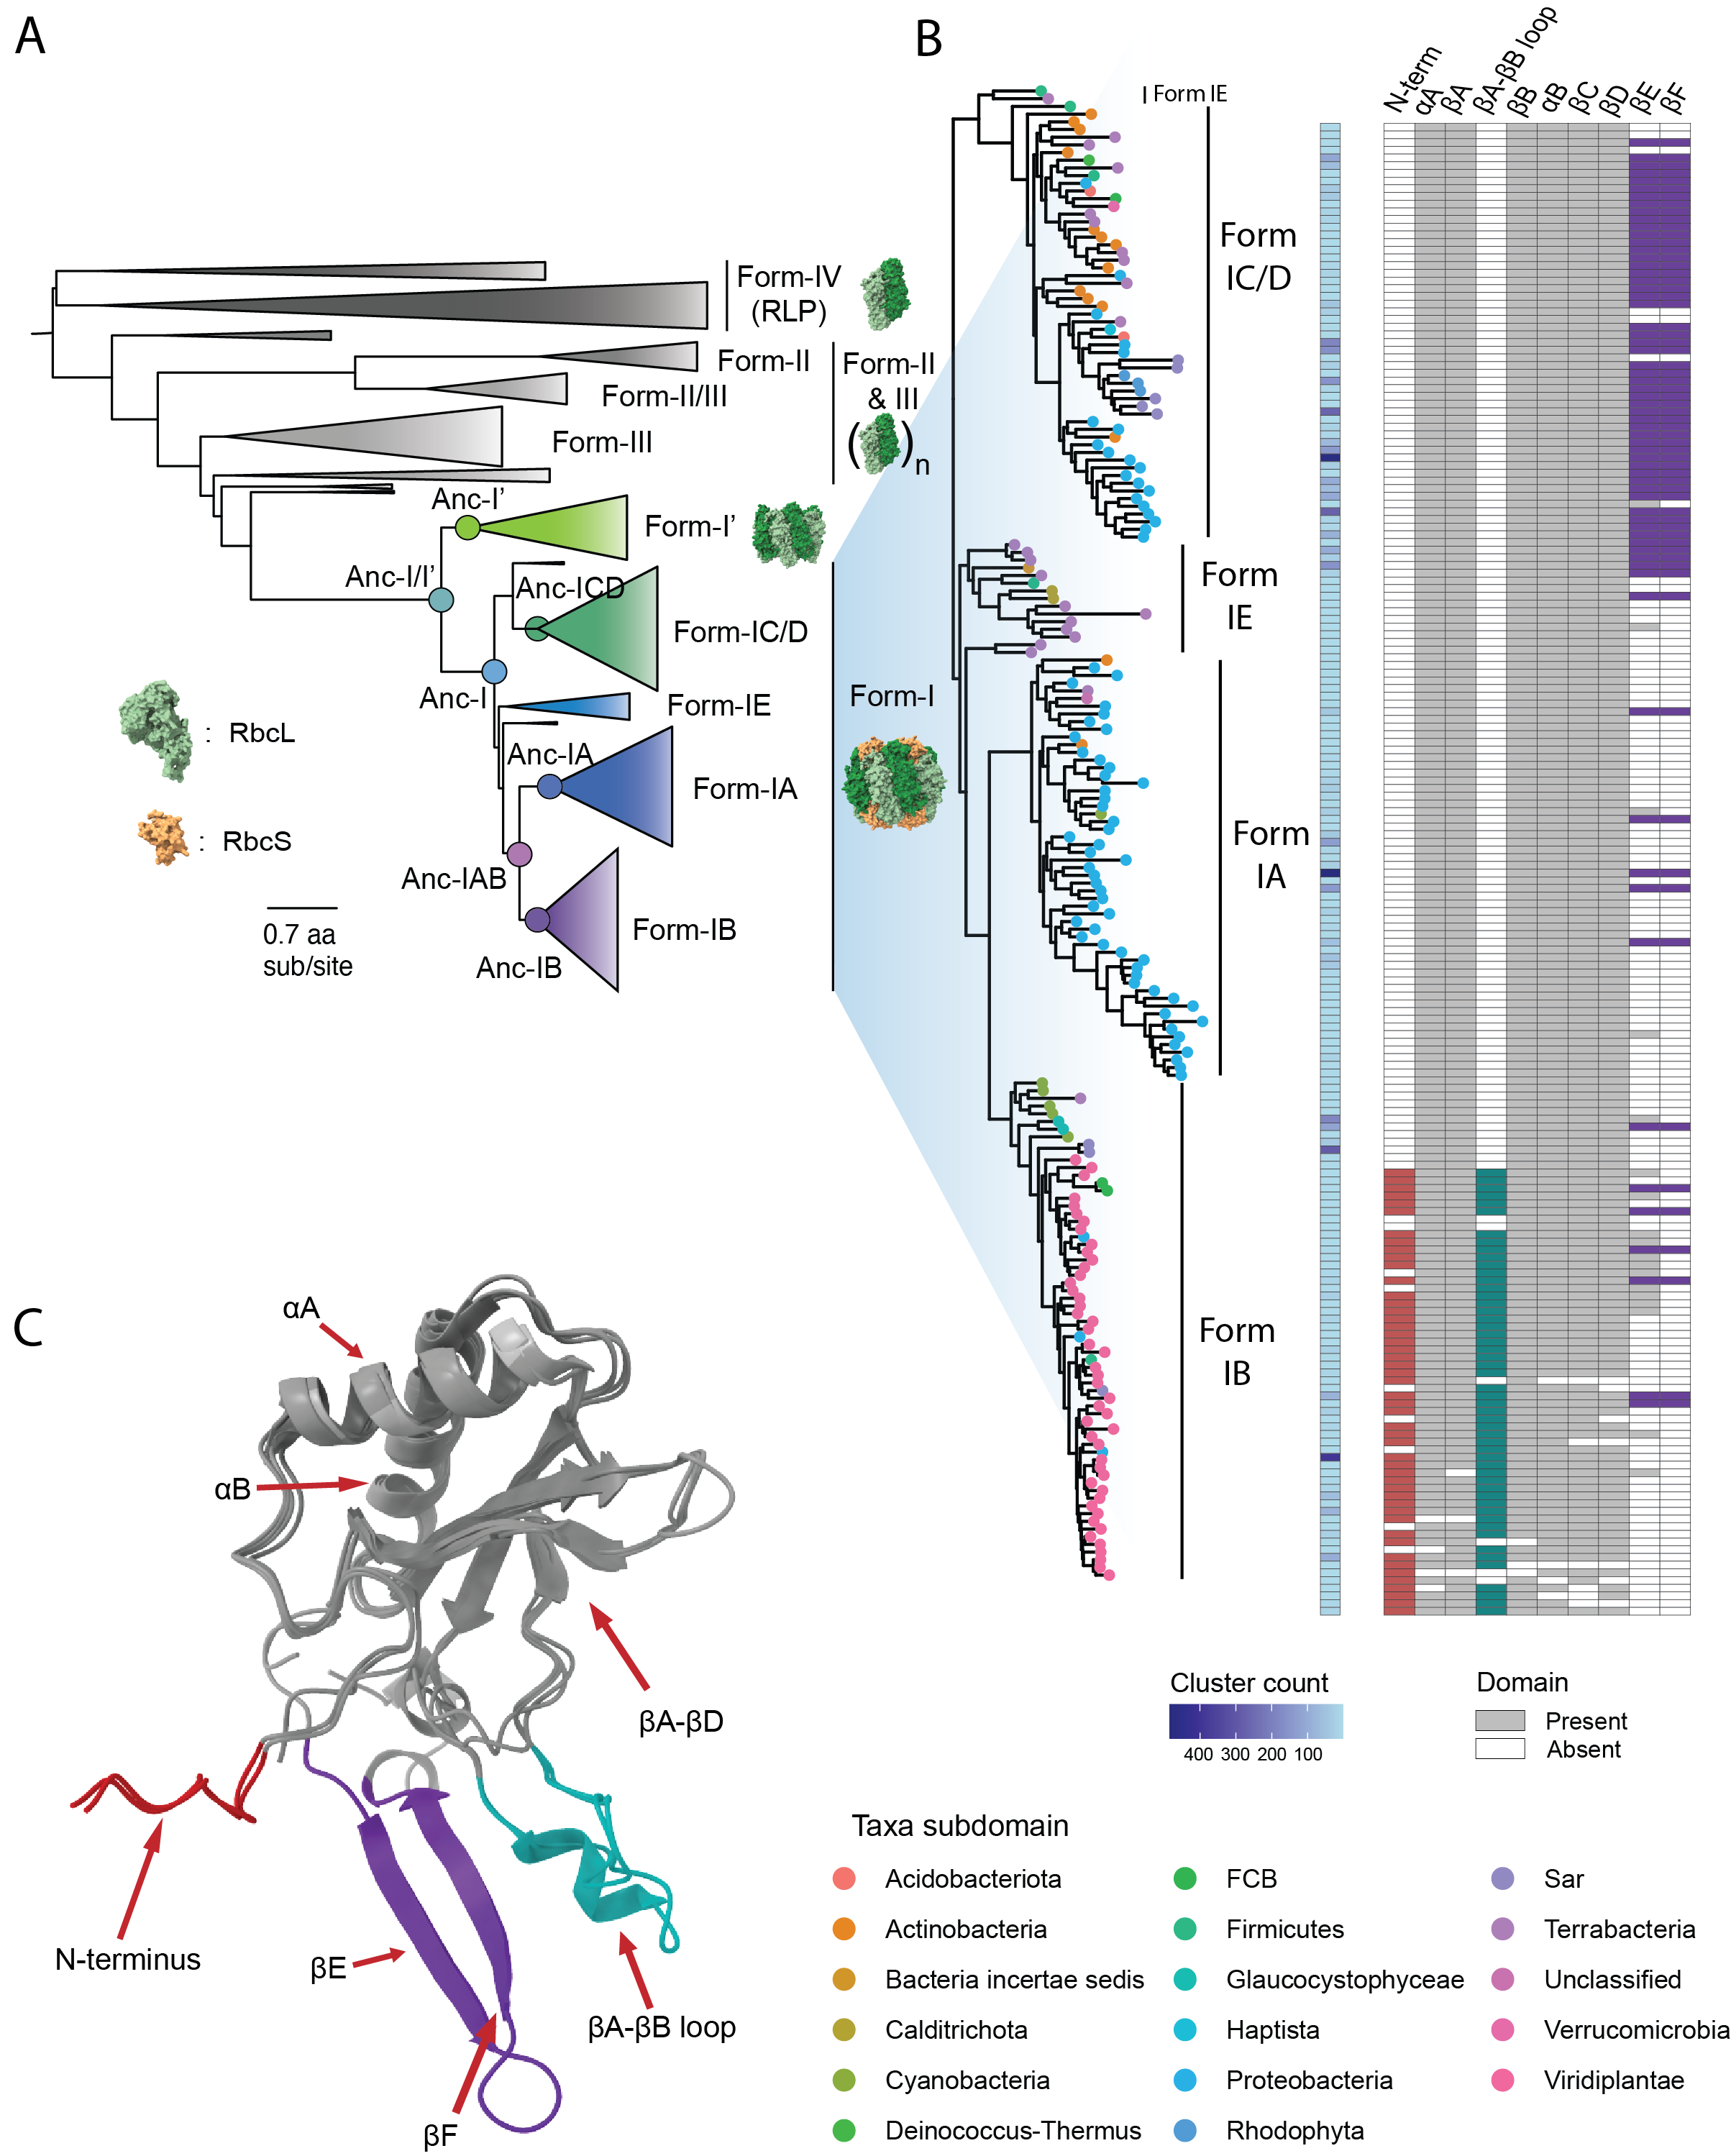 A
B
Form IE
N-term
αA
βA
βA-βB loop
βB
αB
βC
βD
βE
βF
Form
IC/D
Form-IV
(RLP)
Form-II
Form-II
& III
( )n
Form-II/III
Form-III
Anc-I’
Form-I’
Anc-I/I’
Anc-ICD
Form-IC/D
Form
IE
Anc-I
Form-IE
Form-I
: RbcL
Anc-IA
Form-IA
Form
IA
: RbcS
Anc-IAB
Form-IB
Anc-IB
0.7 aa
sub/site
Form
IB
C
αA
αB
βA-βD
N-terminus
βE
βA-βB loop
βF
Cluster count
400 300 200 100
Domain
Present
Absent
Taxa subdomain
Acidobacteriota
Actinobacteria
Bacteria incertae sedis
Calditrichota
Cyanobacteria
Deinococcus-Thermus
FCB
Firmicutes
Glaucocystophyceae
Haptista
Proteobacteria
Rhodophyta
Sar
Terrabacteria
Unclassified
Verrucomicrobia
Viridiplantae